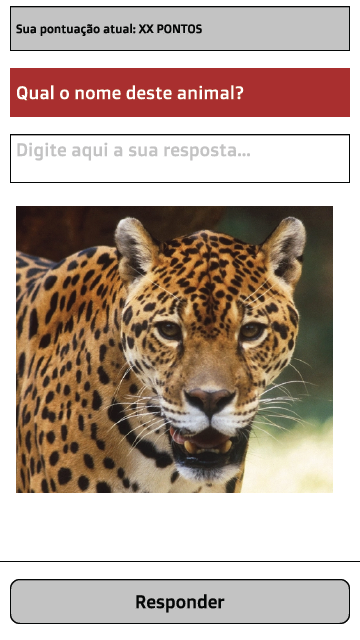 Sua pontuação atual: XX PONTOS
Qual o nome deste animal?
Digite aqui a sua resposta...
Responder